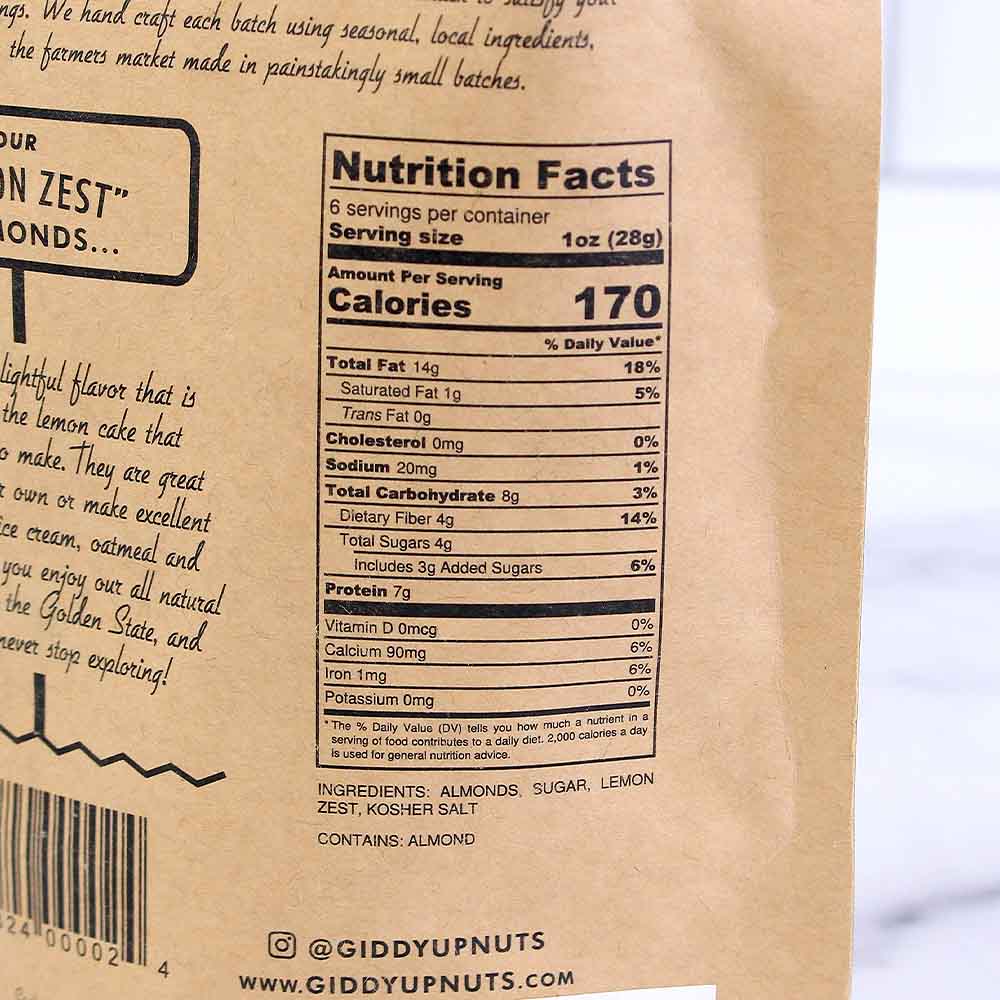 ngs. We hand craft each batch using seasonal, local ingredients,
the farmers market made in painstakingly small batches.
OUR
ON ZEST”
MONDS...
lightful flavor that is
the lemon cake that
o make. They are great
r own or make excellent
ice cream, oatmeal and
you enjoy our all natural
the Golden State, and
never stop exploring!
Nutrition Facts
6 servings per container
Serving size 1oz (28g)
Amount Per Serving
Calories 170
% Daily Value*
Total Fat 14g 18%
Saturated Fat 1g 5%
Trans Fat 0g
Cholesterol 0mg 0%
Sodium 20mg 1%
Total Carbohydrate 8g 3%
Dietary Fiber 4g 14%
Total Sugars 4g
Includes 3g Added Sugars 6%
Protein 7g
Vitamin D 0mcg 0%
Calcium 90mg 6%
Iron 1mg 6%
Potassium 0mg 0%
* The % Daily Value (DV) tells you how much a nutrient in a
serving of food contributes to a daily diet. 2,000 calories a day
is used for general nutrition advice.
INGREDIENTS: ALMONDS, SUGAR, LEMON
ZEST, KOSHER SALT
CONTAINS: ALMOND
24 00002 4
@GIDDYUPNUTS
WWW.GIDDYUPNUTS.COM